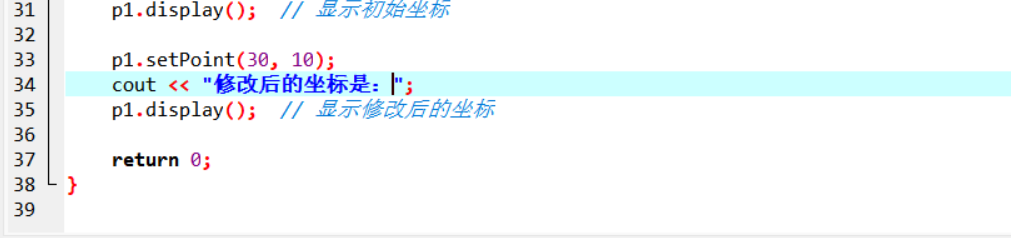 31 p1.display(); // 显示初始坐标
32
33 p1.setPoint(30, 10);
34 cout << "修改后的坐标是：";
35 p1.display(); // 显示修改后的坐标
36
37 return 0;
38 }
39